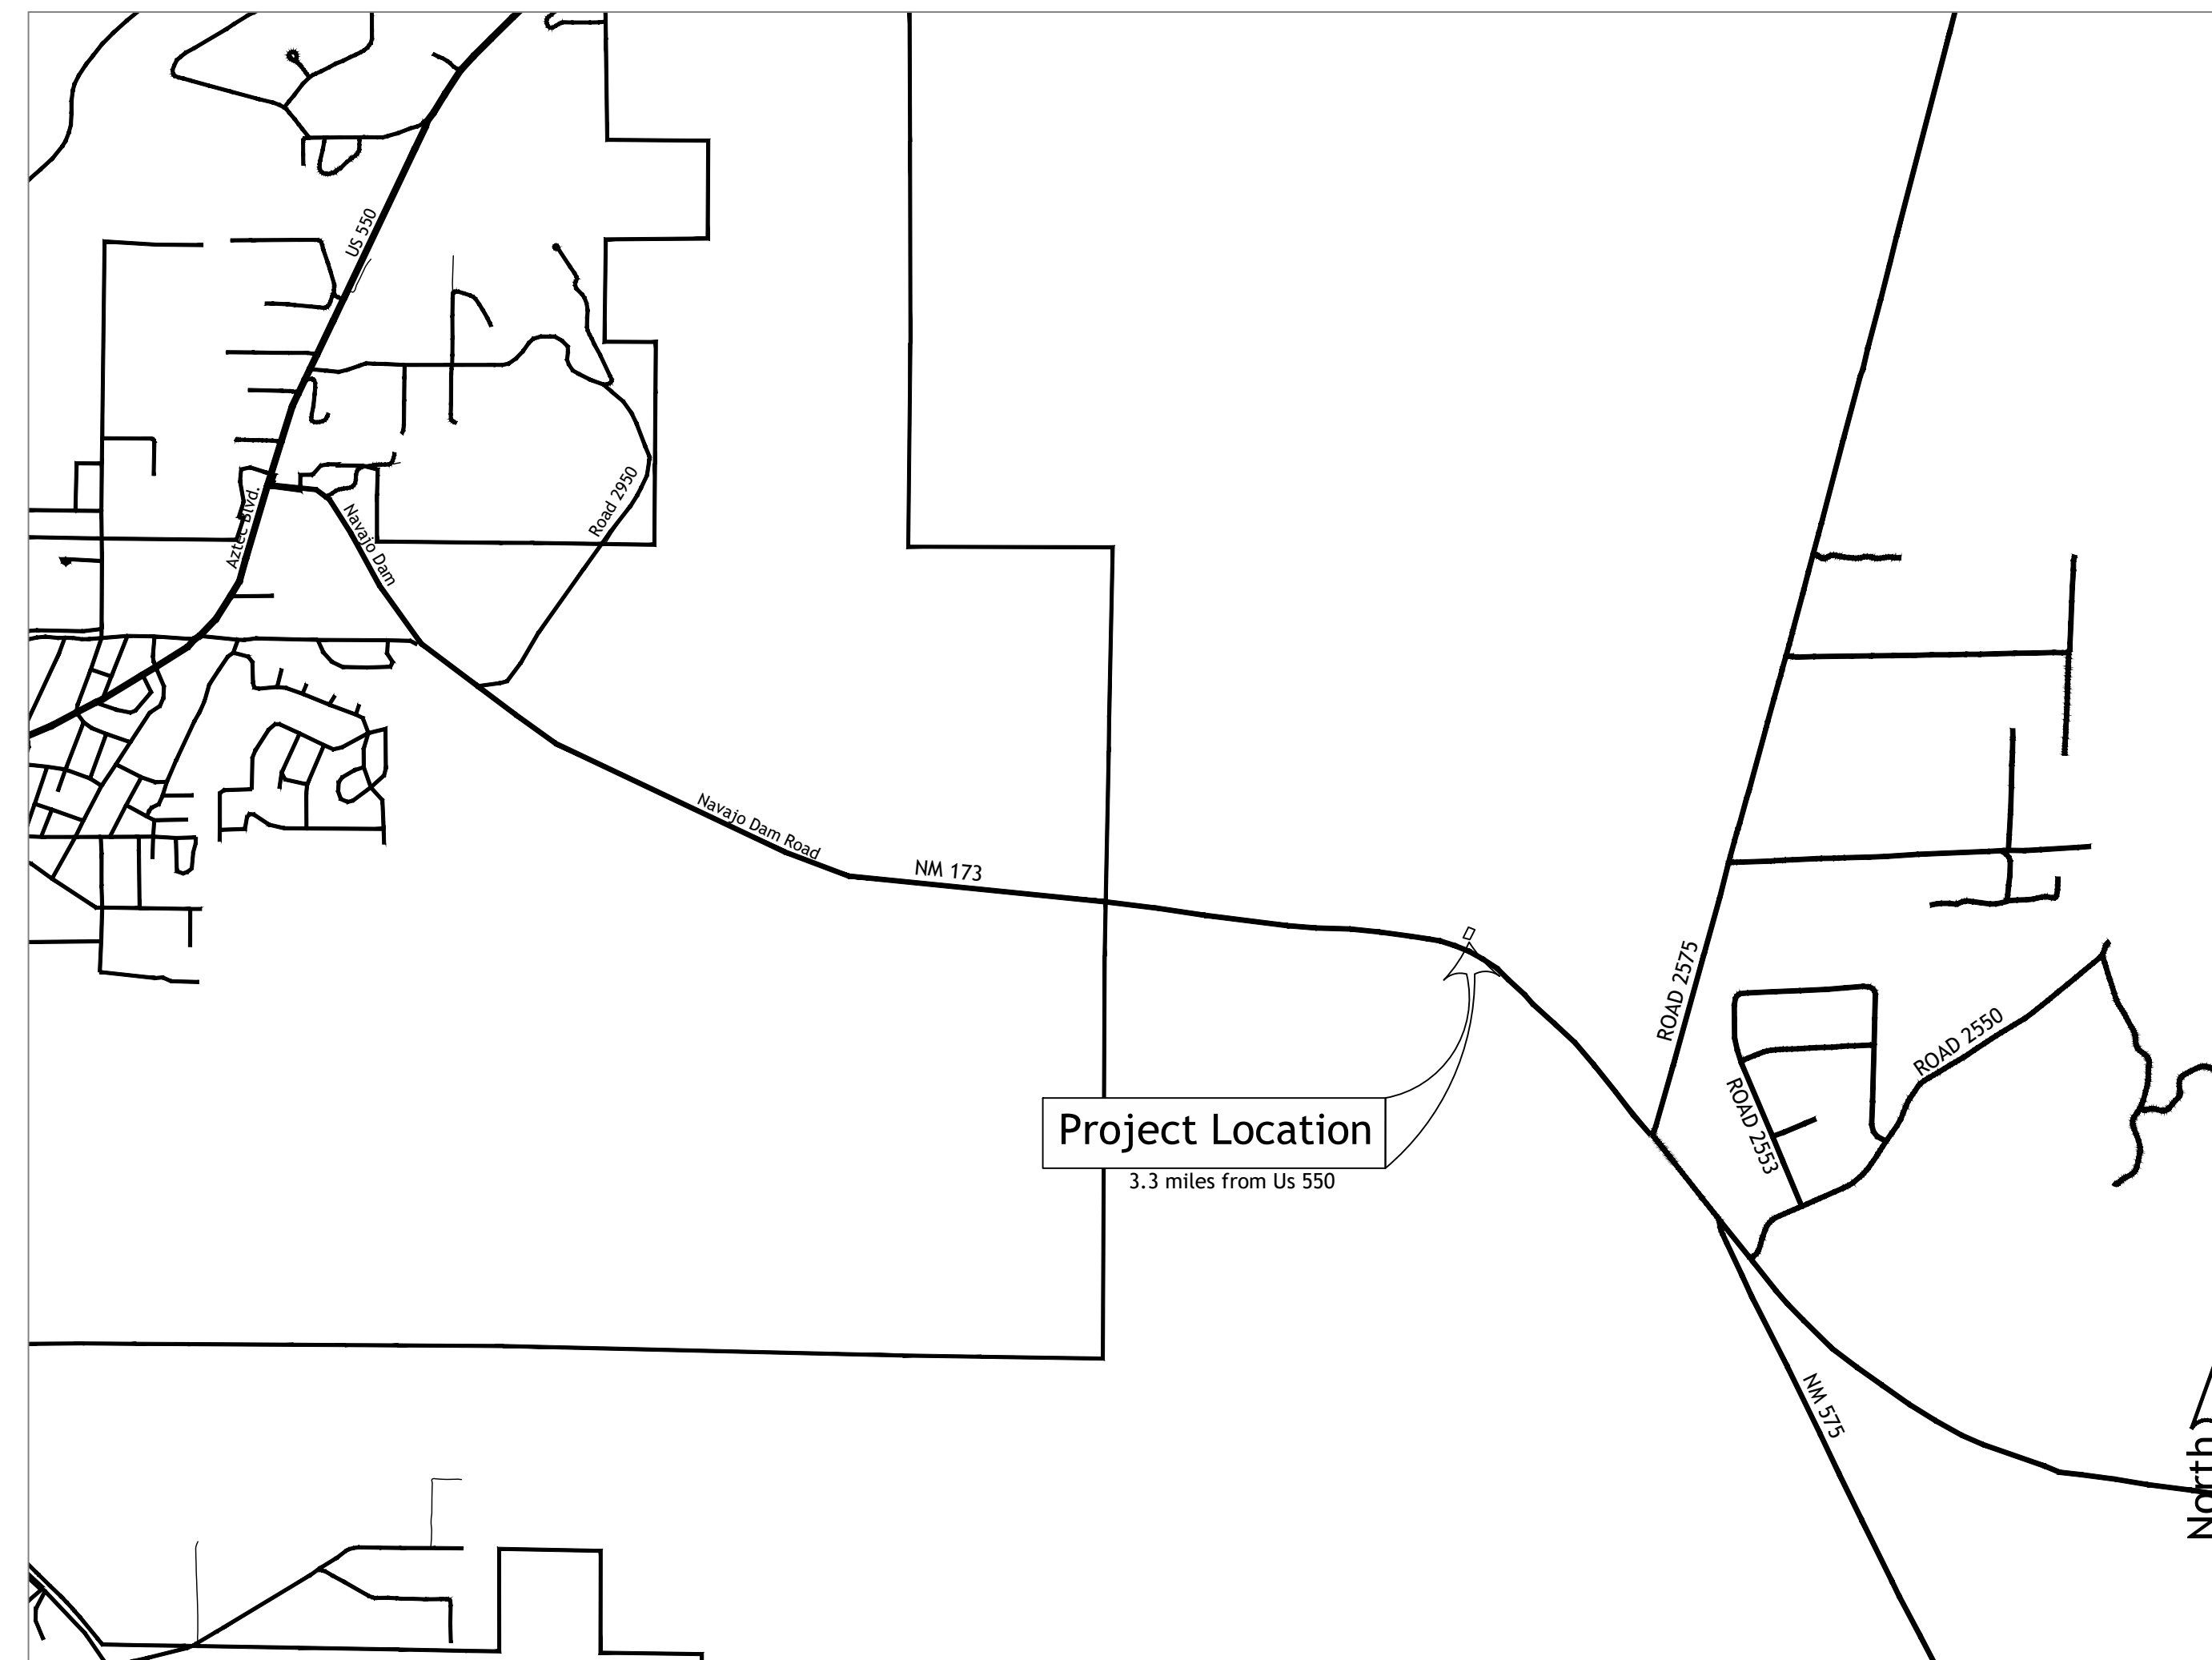 US 550
Road 2950
Aztec Blvd.
Navajo Dam
Navajo Dam Road
NM 173
ROAD 2575
ROAD 2550
ROAD 2553
Project Location
3.3 miles from Us 550
NM 575
North